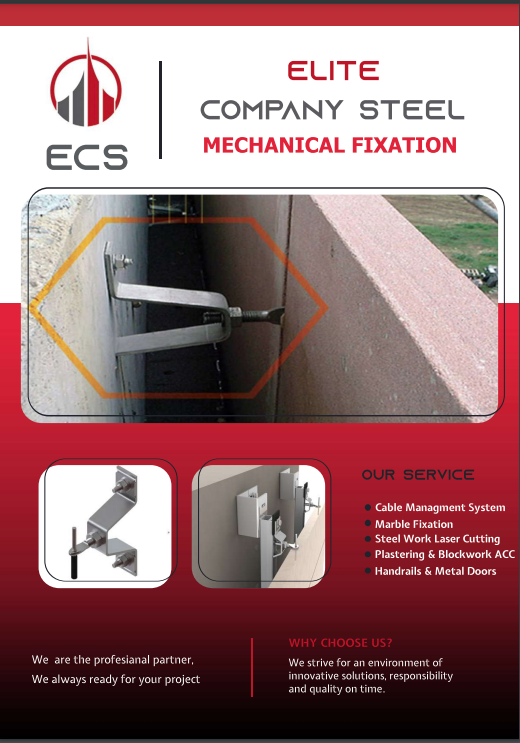 ECS
ELITE
COMPANY STEEL
MECHANICAL FIXATION
OUR SERVICE
Cable Managment System
Marble Fixation
Steel Work Laser Cutting
Plastering & Blockwork ACC
Handrails & Metal Doors
We are the profesianal partner,
We always ready for your project
WHY CHOOSE US?
We strive for an environment of
innovative solutions, responsibility
and quality on time.